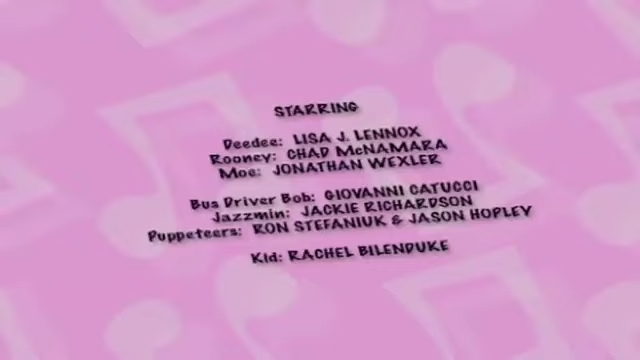 STARRING
Deedee: LISA J. LENNOX
Rooney: CHAD McNAMARA
Moe: JONATHAN WEXLER
Bus Driver Bob: GIOVANNI CATUCCI
Jazzmin: JACKIE RICHARDSON
Puppeteers: RON STEFANIUK & JASON HOPLEY
Kid: RACHEL BILENDUKE